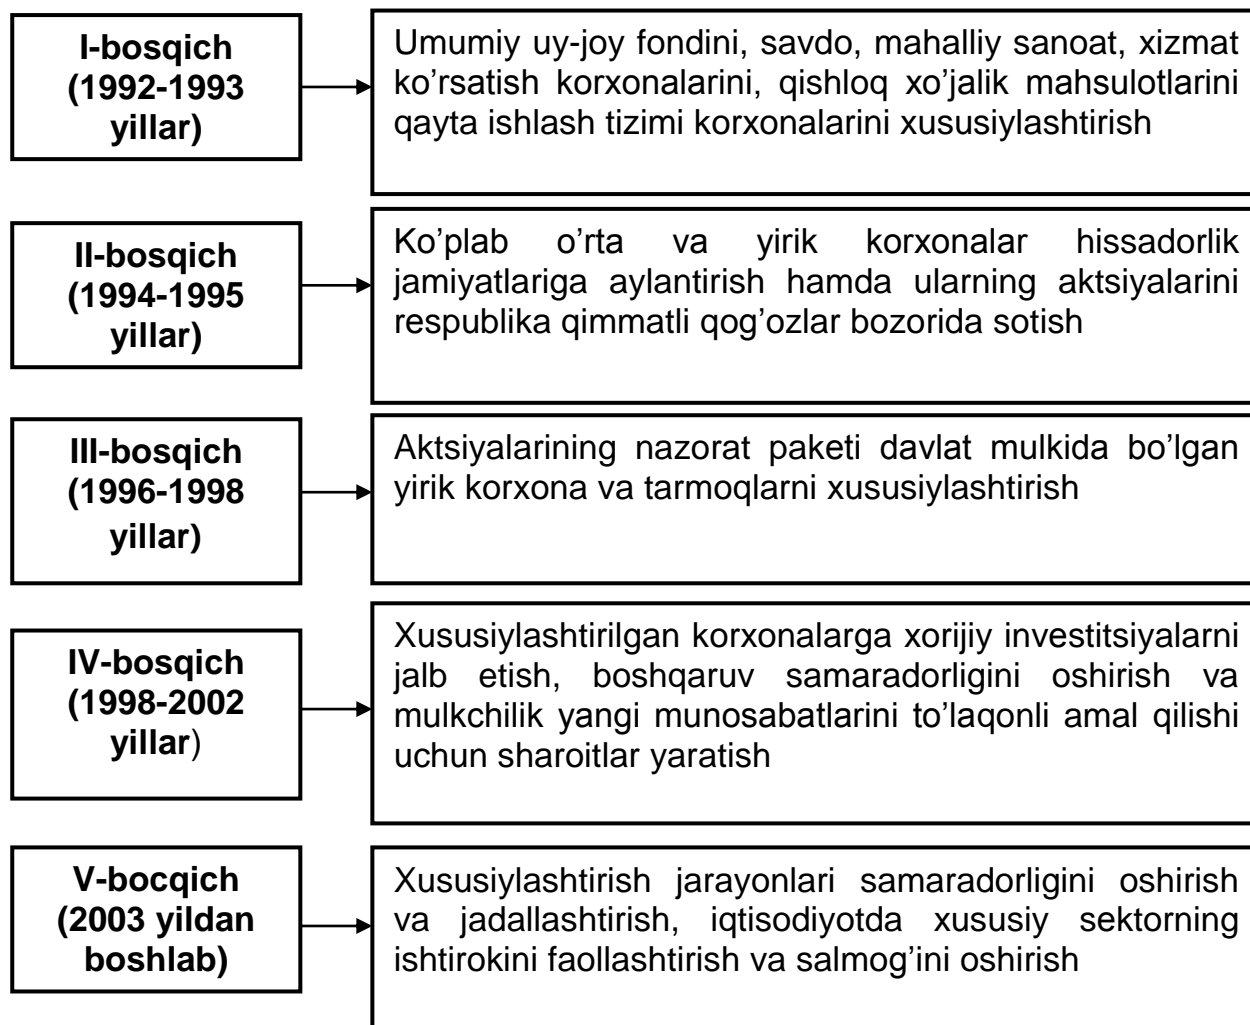 I-bosqich
(1992-1993
yillar)
Umumiy uy-joy fondini, savdo, mahalliy sanoat, xizmat
ko’rsatish korxonalarini, qishloq xo’jalik mahsulotlarini
qayta ishlash tizimi korxonalarini xususiylashtirish
II-bosqich
(1994-1995
yillar)
Ko’plab o’rta va yirik korxonalar hissadorlik
jamiyatlariga aylantirish hamda ularning aktsiyalarini
respublika qimmatli qog’ozlar bozorida sotish
III-bosqich
(1996-1998
yillar)
Aktsiyalarining nazorat paketi davlat mulkida bo’lgan
yirik korxona va tarmoqlarni xususiylashtirish
IV-bosqich
(1998-2002
yillar)
Xususiylashtirilgan korxonalarga xorijiy investitsiyalarni
jalb etish, boshqaruv samaradorligini oshirish va
mulkchilik yangi munosabatlarini to’laqonli amal qilishi
uchun sharoitlar yaratish
V-bocqich
(2003 yildan
boshlab)
Xususiylashtirish jarayonlari samaradorligini oshirish
va jadallashtirish, iqtisodiyotda xususiy sektorning
ishtirokini faollashtirish va salmog’ini oshirish